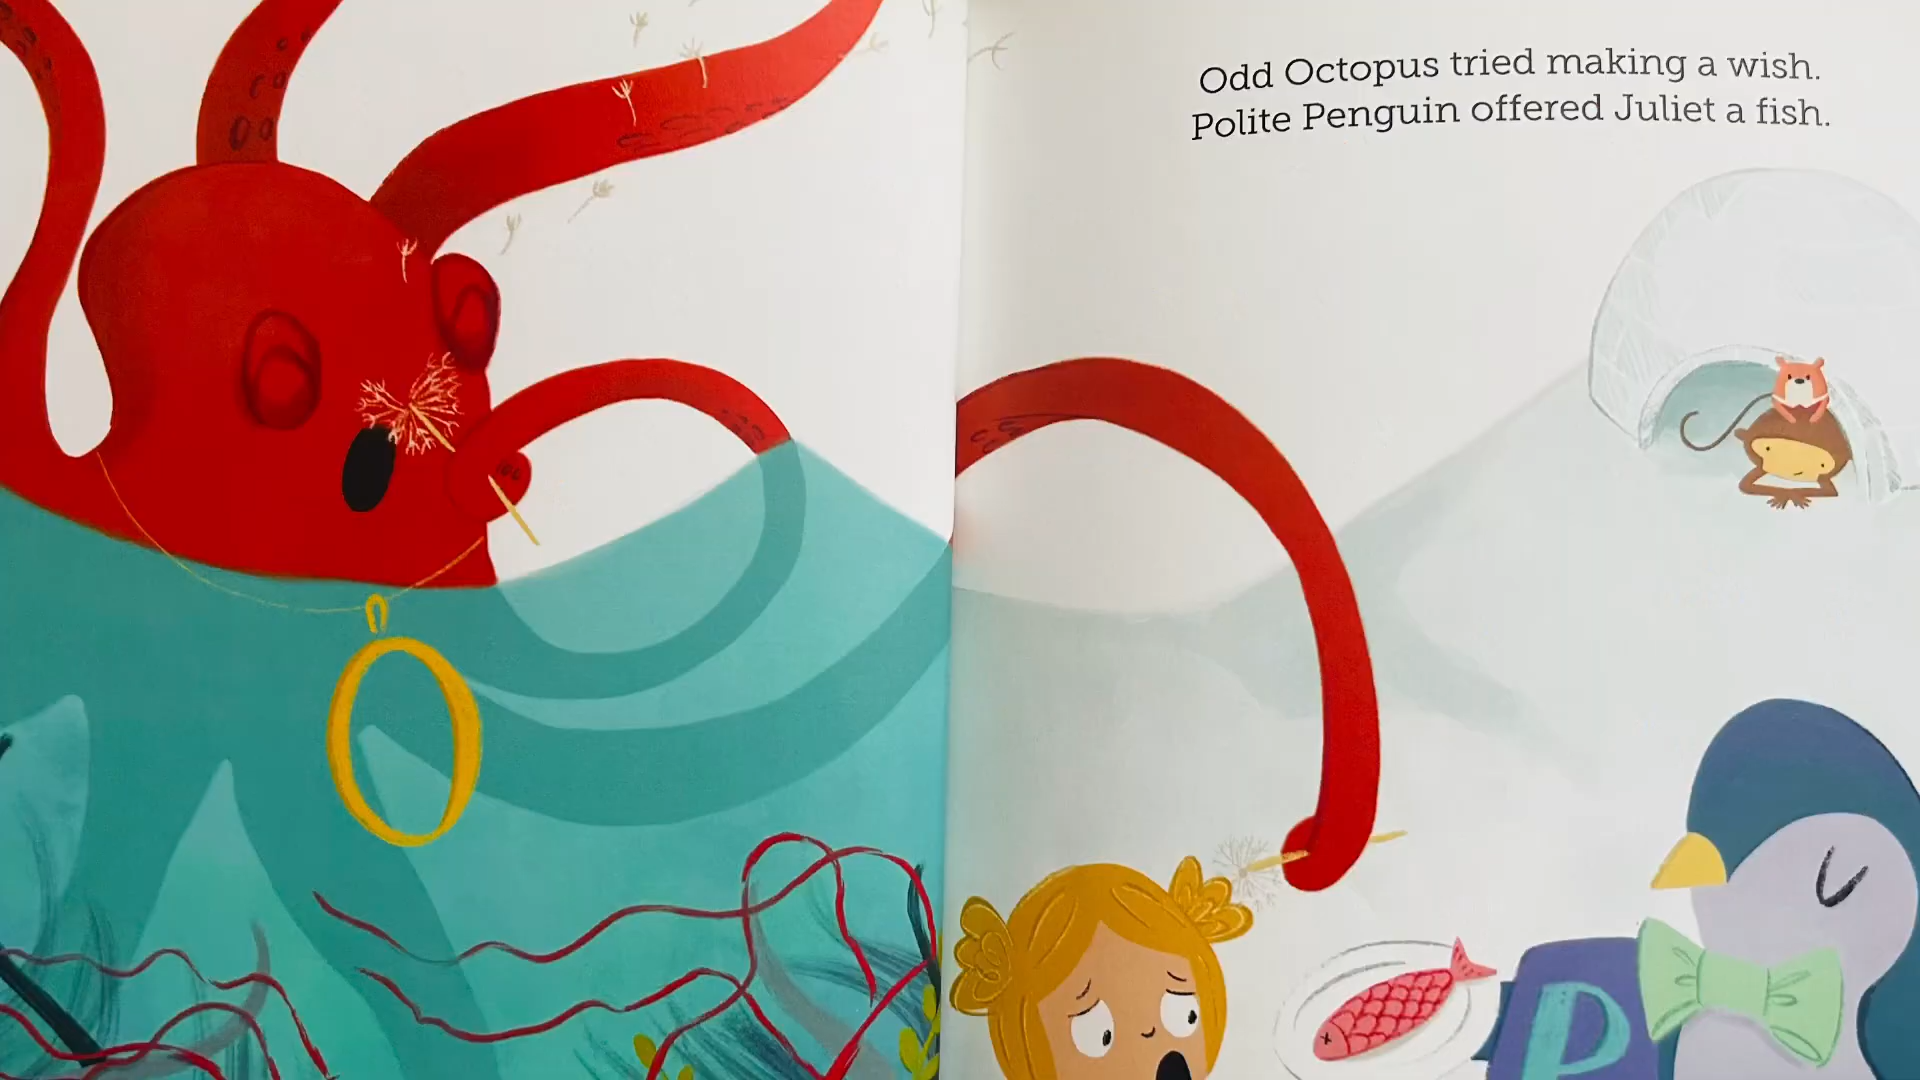 Odd Octopus tried making a wish.
Polite Penguin offered Juliet a fish.
O
P